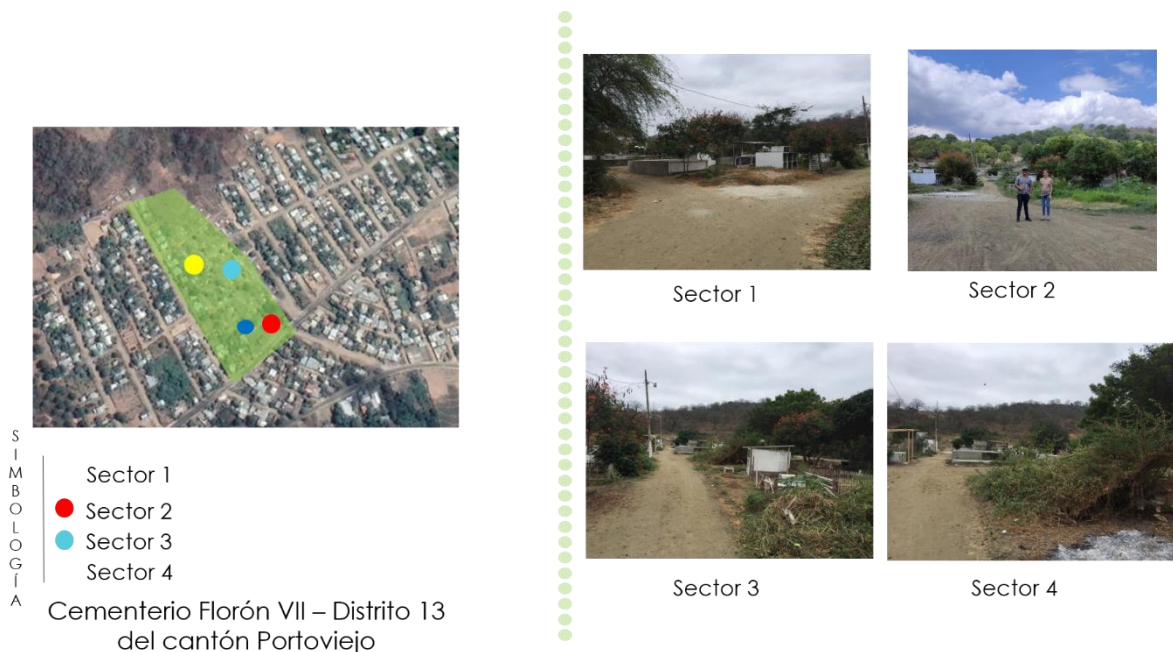 SIMBOLOGÍA
Sector 1
Sector 2
Sector 3
Sector 4
Cementerio Florón VII – Distrito 13
del cantón Portoviejo
Sector 1
Sector 2
Sector 3
Sector 4